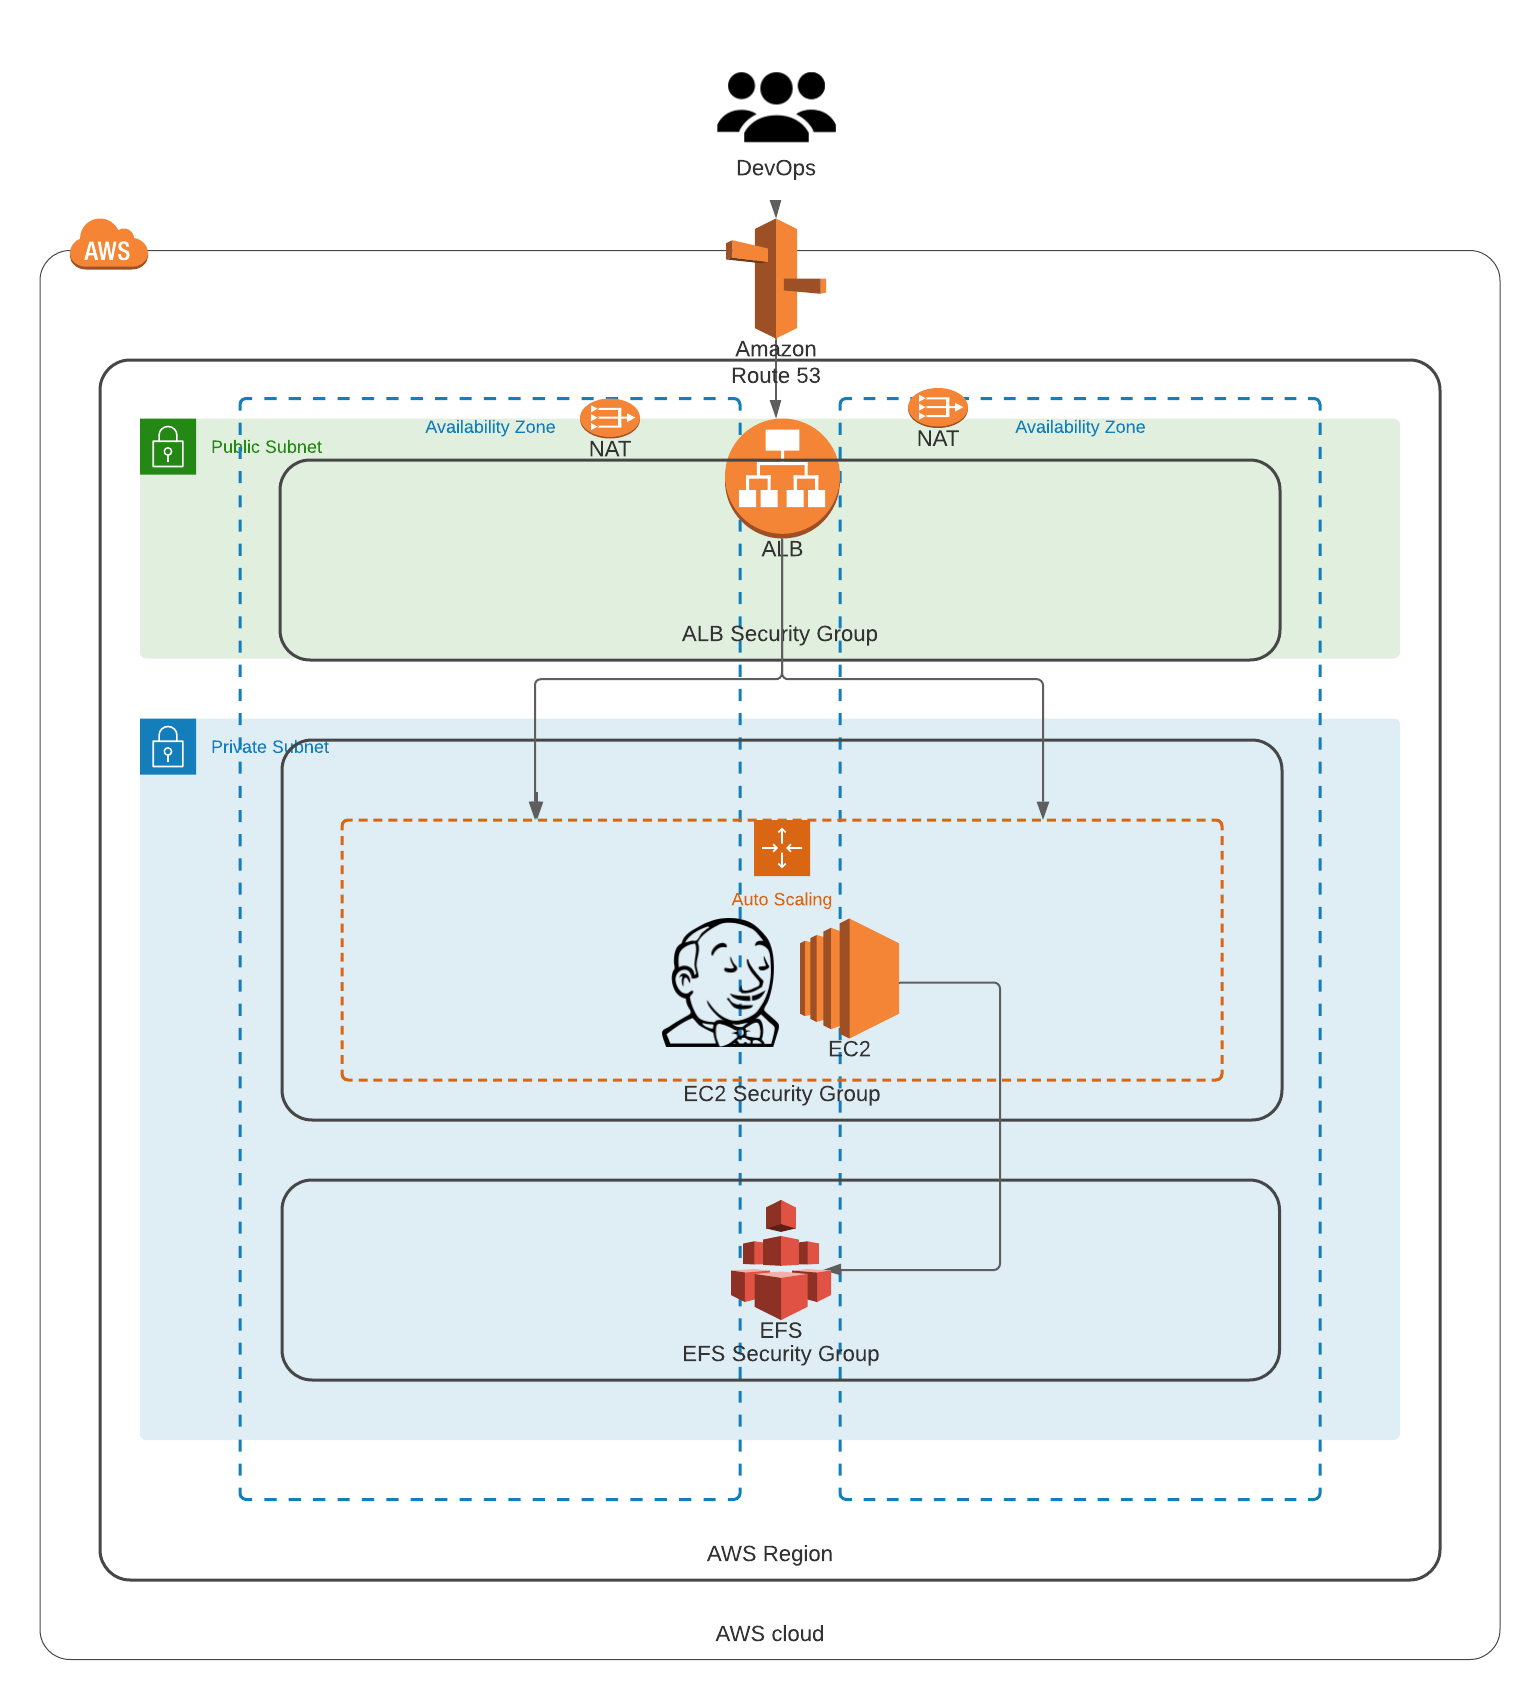 DevOps
AWS
Amazon
Route 53
Availability Zone
NAT
NAT
Availability Zone
Public Subnet
ALB
ALB Security Group
Private Subnet
Auto Scaling
EC2
EC2 Security Group
EFS
EFS Security Group
AWS Region
AWS cloud